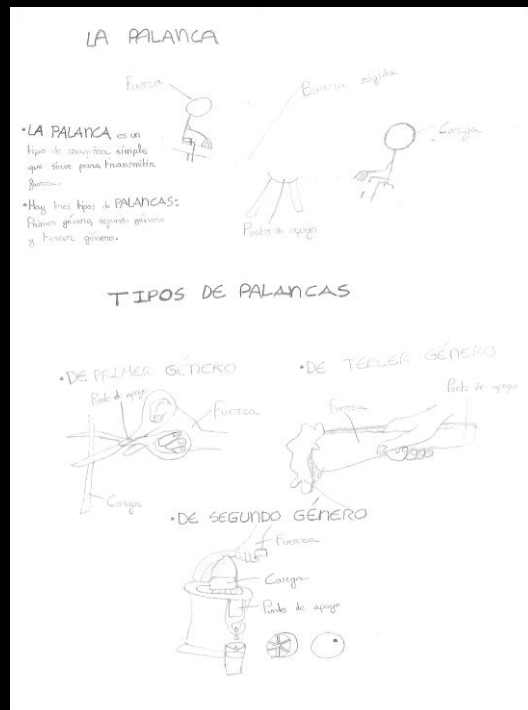 LA PALANCA
Fuerza
Barra rígida
Carga
•LA PALANCA es un
tipo de maquina simple
que sirve para transmitir
fuerza.
•Hay tres tipos de PALANCAS:
Primer género, segundo género
y tercer género.
Punto de apoyo
TIPOS DE PALANCAS
•DE PRIMER GÉNERO
Punto de apoyo
Fuerza
Carga
•DE TERCER GÉNERO
Punto de apoyo
Fuerza
•DE SEGUNDO GÉNERO
Fuerza
Carga
Punto de apoyo